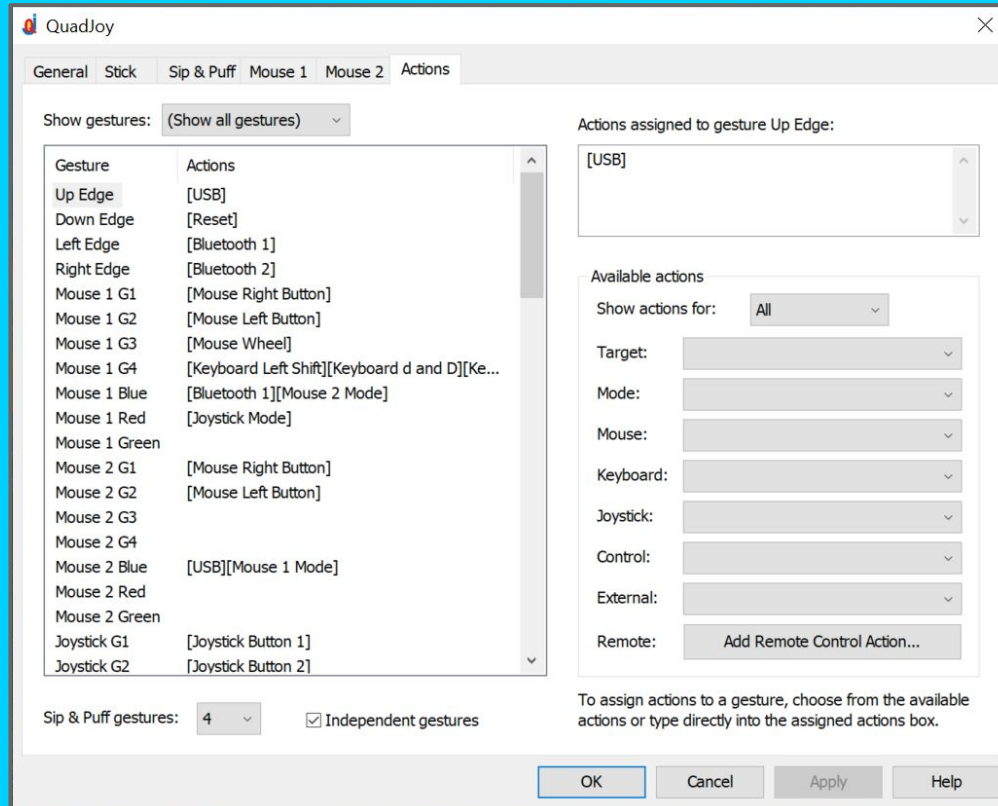 QuadJoy
General Stick Sip & Puff Mouse 1 Mouse 2 Actions
Show gestures: (Show all gestures)
Gesture Actions
Up Edge [USB]
Down Edge [Reset]
Left Edge [Bluetooth 1]
Right Edge [Bluetooth 2]
Mouse 1 G1 [Mouse Right Button]
Mouse 1 G2 [Mouse Left Button]
Mouse 1 G3 [Mouse Wheel]
Mouse 1 G4 [Keyboard Left Shift][Keyboard d and D][Ke...
Mouse 1 Blue [Bluetooth 1][Mouse 2 Mode]
Mouse 1 Red [Joystick Mode]
Mouse 1 Green
Mouse 2 G1 [Mouse Right Button]
Mouse 2 G2 [Mouse Left Button]
Mouse 2 G3
Mouse 2 G4
Mouse 2 Blue [USB][Mouse 1 Mode]
Mouse 2 Red
Mouse 2 Green
Joystick G1 [Joystick Button 1]
Joystick G2 [Joystick Button 2]
Sip & Puff gestures: 4 Independent gestures
Actions assigned to gesture Up Edge:
[USB]
Available actions
Show actions for: All
Target:
Mode:
Mouse:
Keyboard:
Joystick:
Control:
External:
Remote: Add Remote Control Action...
To assign actions to a gesture, choose from the available
actions or type directly into the assigned actions box.
OK Cancel Apply Help